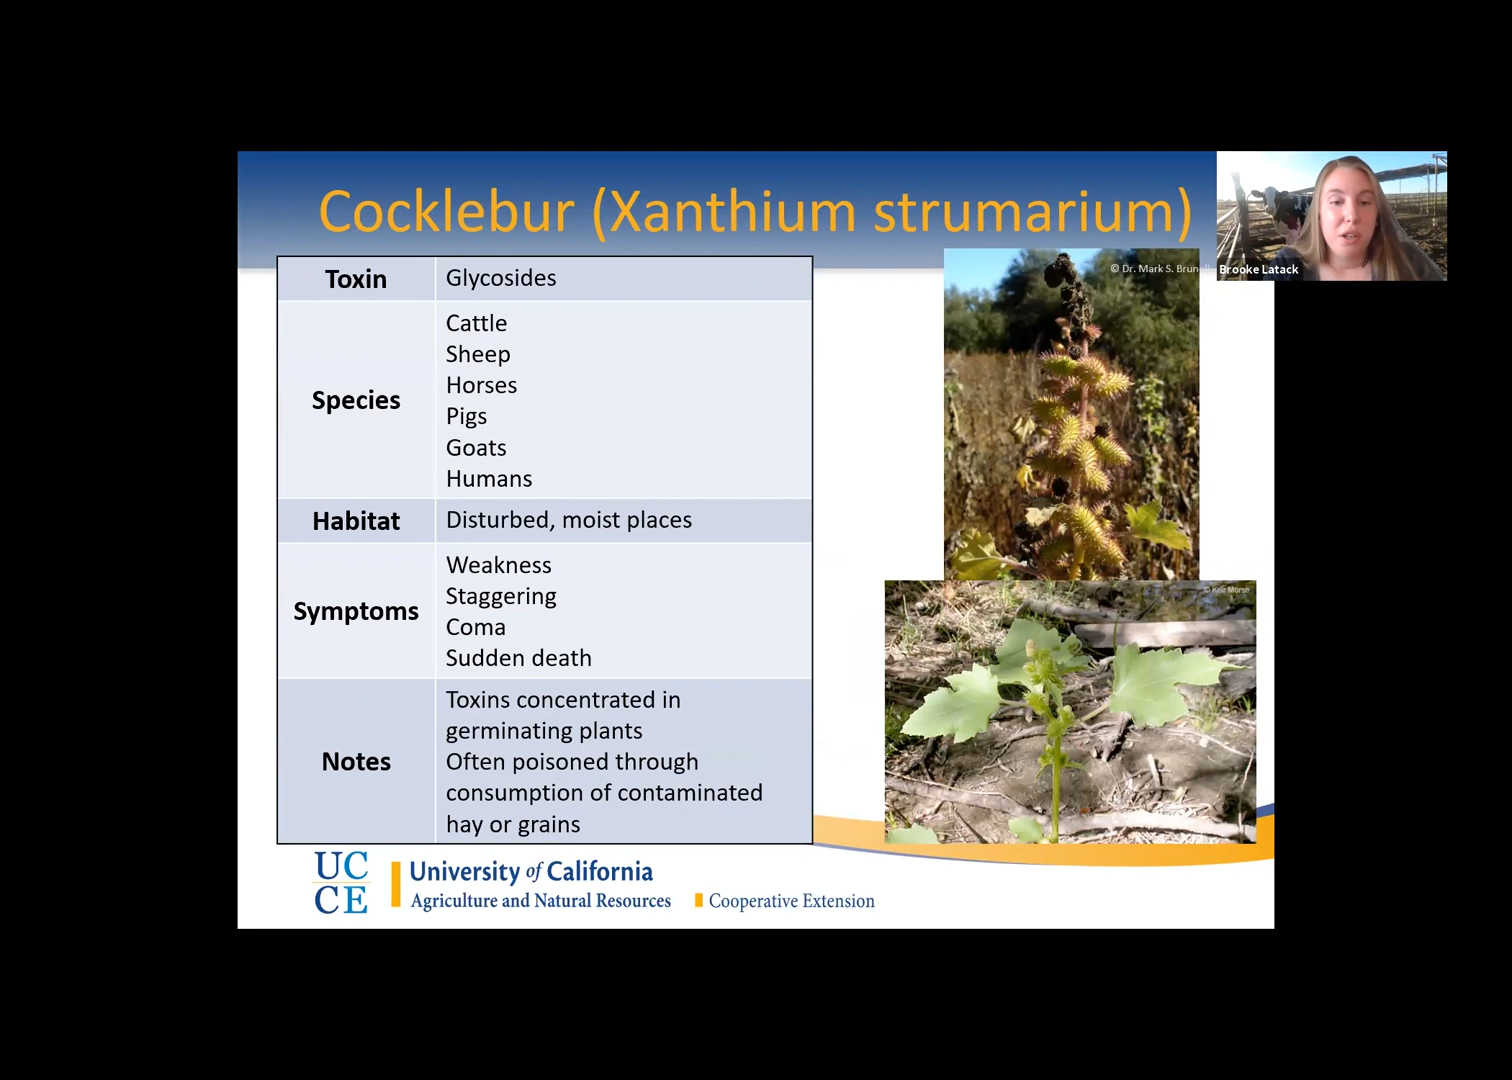 Cocklebur (Xanthium strumarium)
Toxin
Glycosides
Species
Cattle
Sheep
Horses
Pigs
Goats
Humans
Habitat
Disturbed, moist places
Symptoms
Weakness
Staggering
Coma
Sudden death
Notes
Toxins concentrated in
germinating plants
Often poisoned through
consumption of contaminated
hay or grains
© Dr. Mark S.
Brooke Latack
© Keir Morse
UC
CE
University of California
Agriculture and Natural Resources
Cooperative Extension